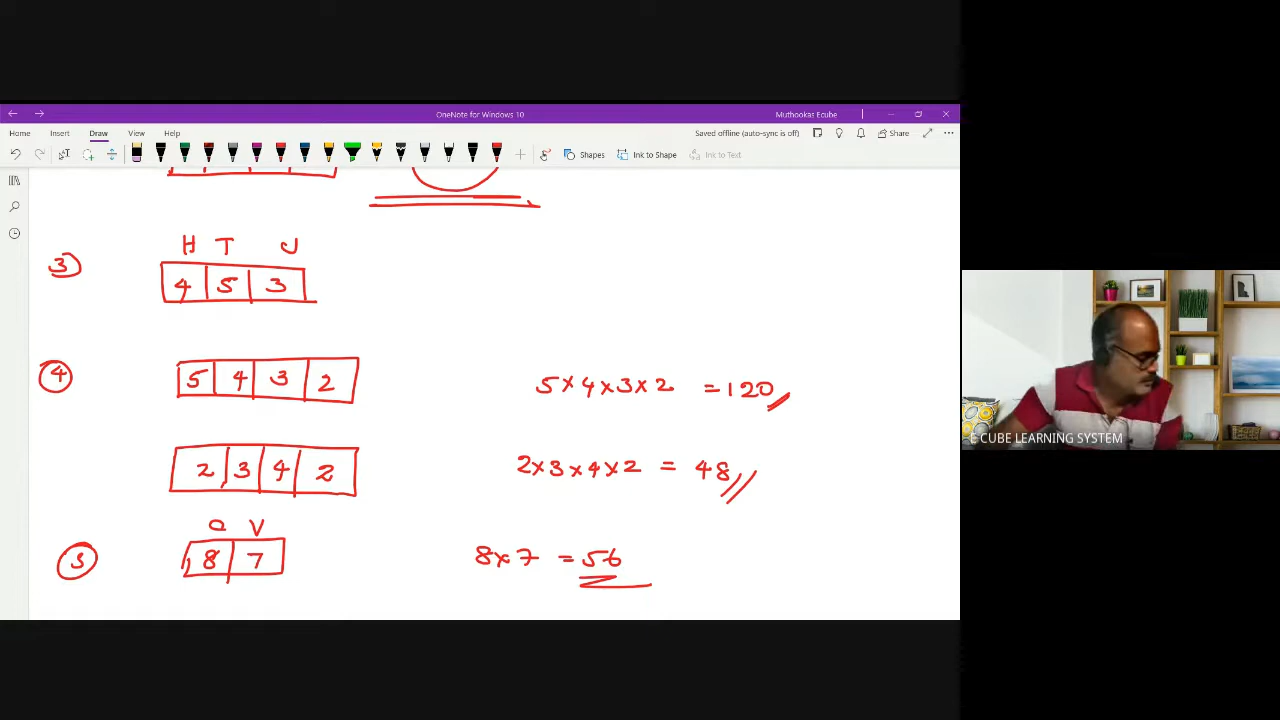 OneNote for Windows 10
Muthookas Ecube
Home Insert Draw View Help
Saved offline (auto-sync is off)
Share
Shapes Ink to Shape Ink to Text
H T U
3 4 5 3
4 5 4 3 2 5×4×3×2 = 120
2 3 4 2 2×3×4×2 = 48
C V
5 8 7 8×7 = 56
E CUBE LEARNING SYSTEM